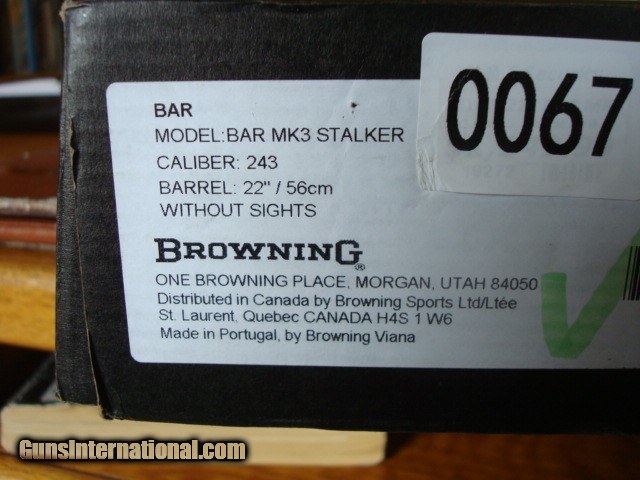 BAR
MODEL:BAR MK3 STALKER
CALIBER: 243
BARREL: 22" / 56cm
WITHOUT SIGHTS
0067
BROWNING®
ONE BROWNING PLACE, MORGAN, UTAH 84050
Distributed in Canada by Browning Sports Ltd/Ltée
St. Laurent, Quebec CANADA H4S 1 W6
Made in Portugal, by Browning Viana
GunsInternational.com